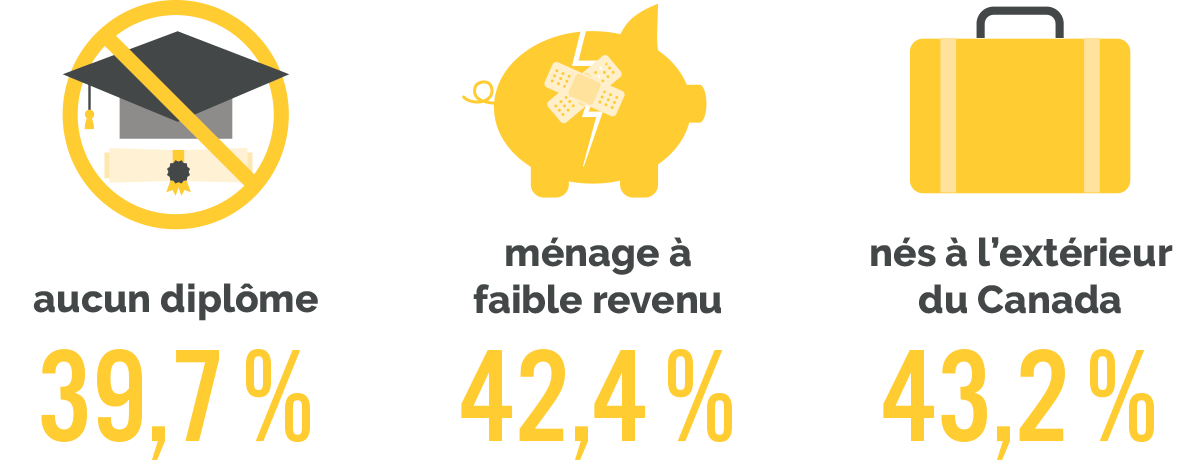 aucun diplôme
39,7 %
ménage à
faible revenu
42,4 %
nés à l’extérieur
du Canada
43,2 %